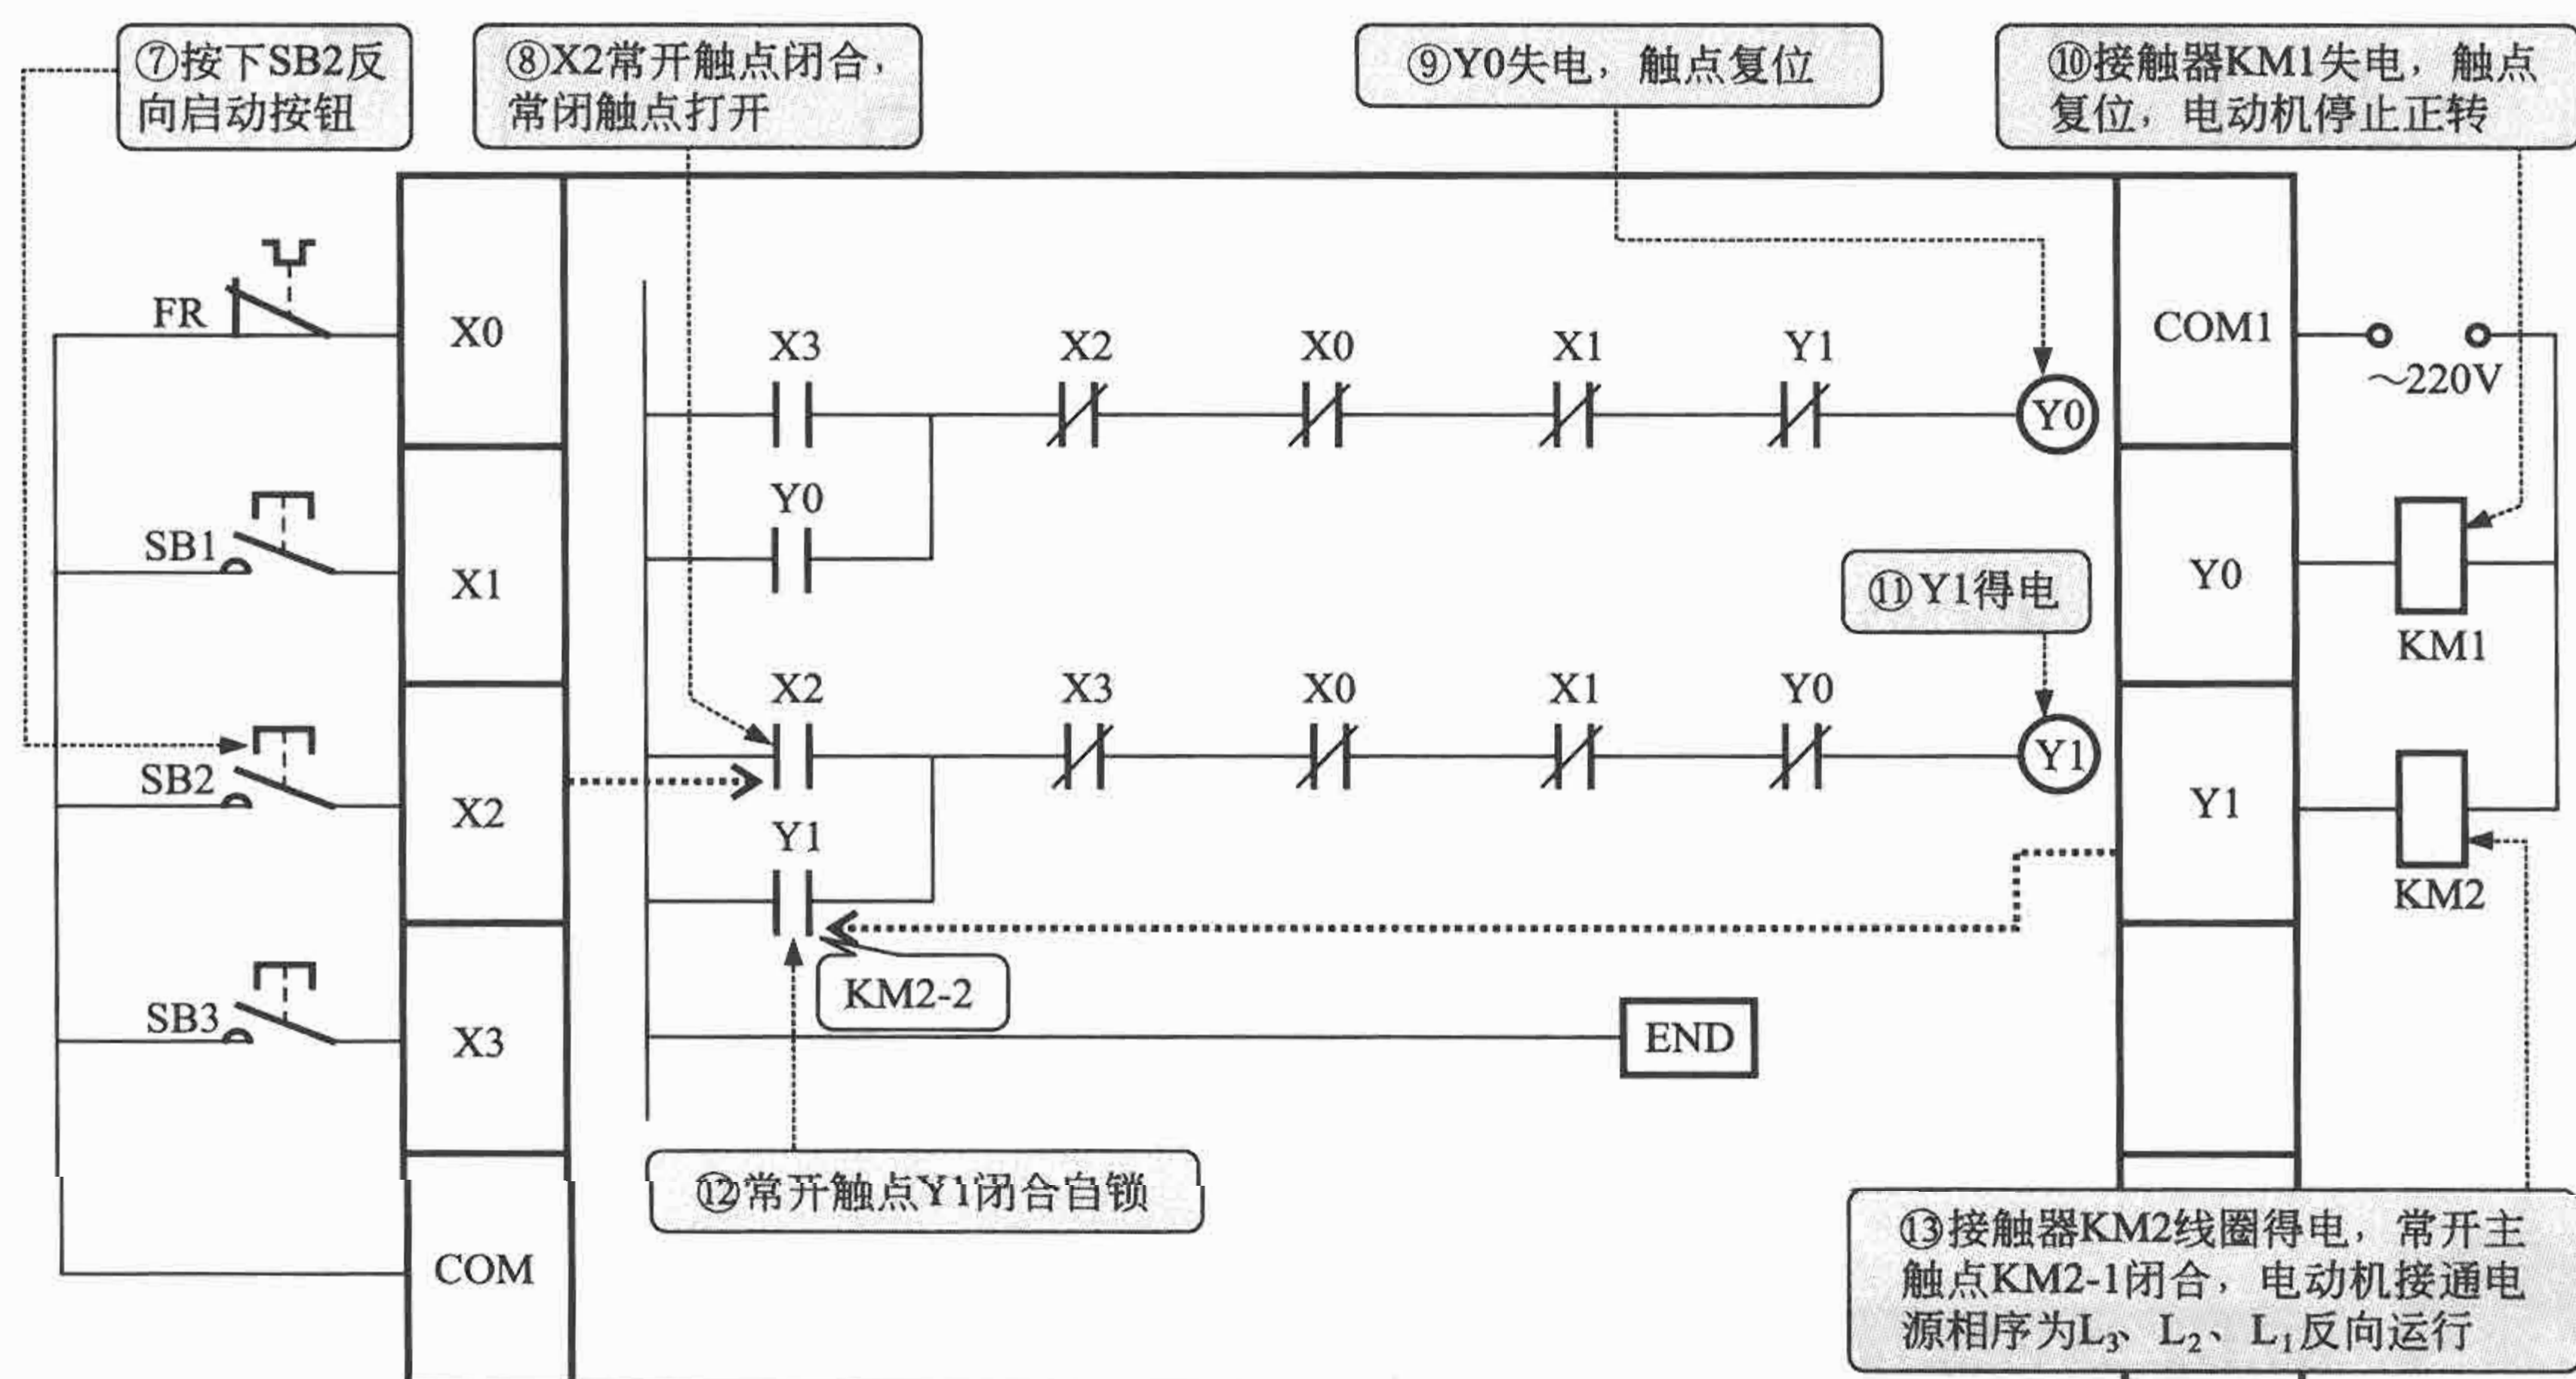 ⑦按下SB2反
向启动按钮
⑧X2常开触点闭合，
常闭触点打开
⑨Y0失电，触点复位
⑩接触器KM1失电，触点
复位，电动机停止正转
FR
X0
X3
X2
X0
X1
Y1
Y0
COM1
～220V
SB1
X1
Y0
⑪Y1得电
Y0
KM1
SB2
X2
X2
X3
X0
X1
Y0
Y1
Y1
KM2
Y1
KM2-2
SB3
X3
END
⑫常开触点Y1闭合自锁
COM
⑬接触器KM2线圈得电，常开主
触点KM2-1闭合，电动机接通电
源相序为L₃、L₂、L₁反向运行